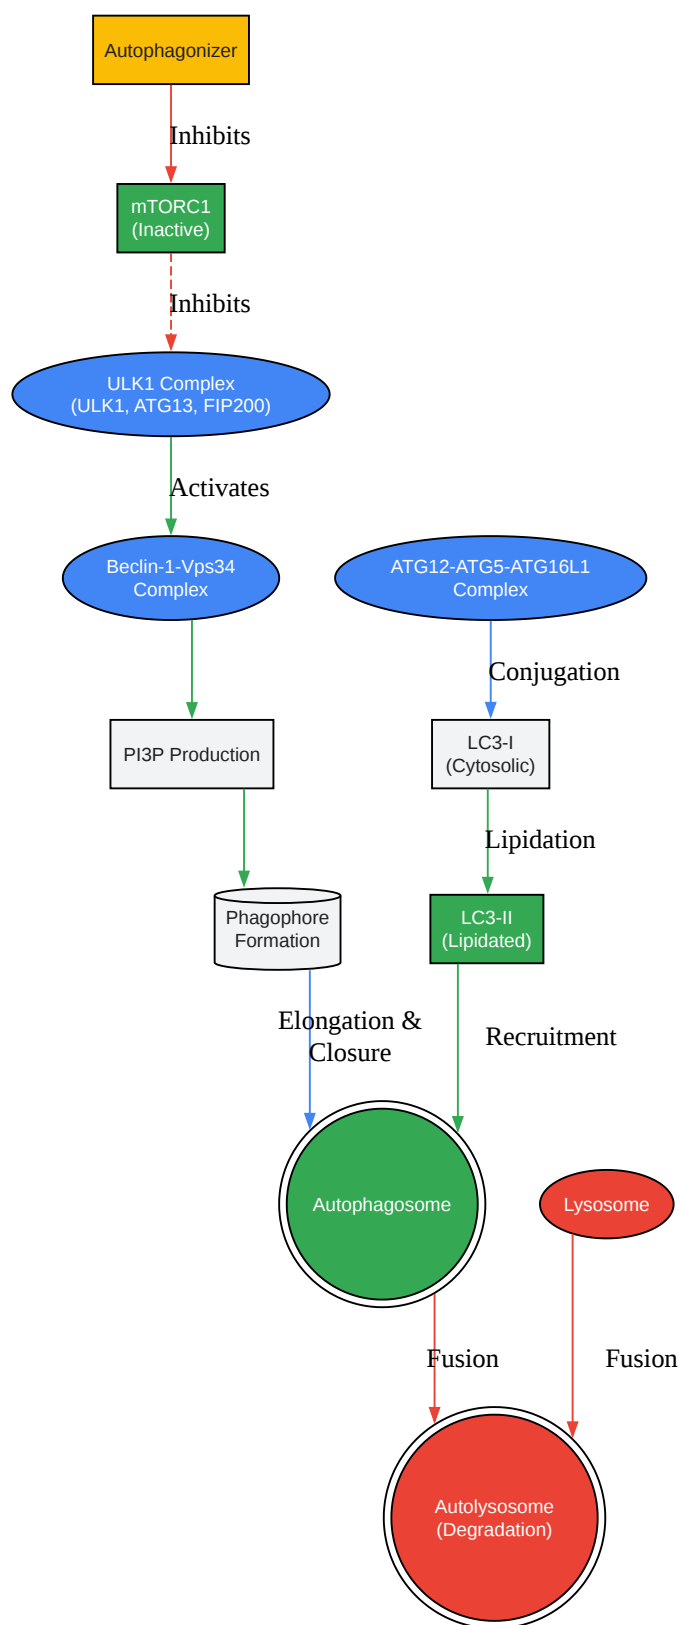 Autophagonizer
Inhibits
mTORC1
(Inactive)
Inhibits
ULK1 Complex
(ULK1, ATG13, FIP200)
Activates
Beclin-1-Vps34
Complex
ATG12-ATG5-ATG16L1
Complex
Conjugation
PI3P Production
LC3-I
(Cytosolic)
Lipidation
Phagophore
Formation
LC3-II
(Lipidated)
Elongation &
Closure
Recruitment
Autophagosome
Lysosome
Fusion
Fusion
Autolysosome
(Degradation)